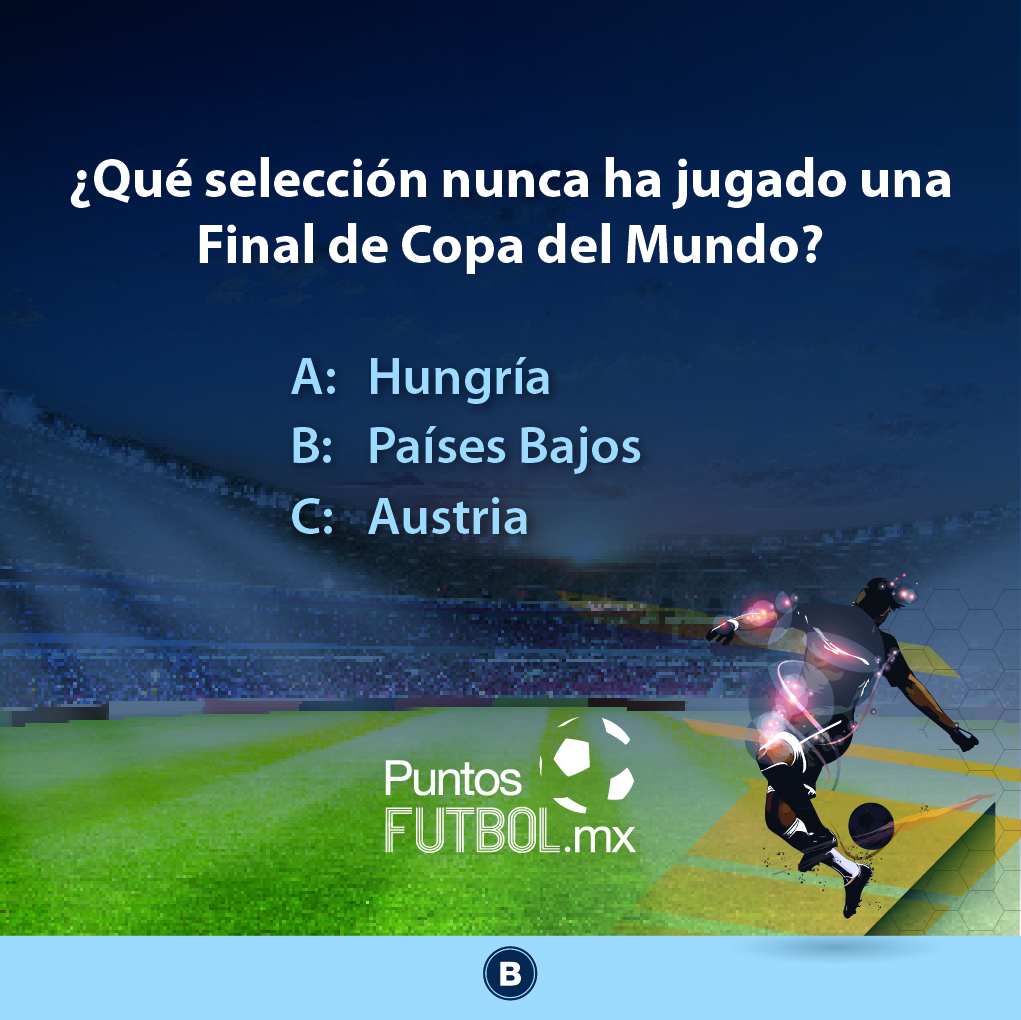 ¿Qué selección nunca ha jugado una
Final de Copa del Mundo?
A: Hungría
B: Países Bajos
C: Austria
Puntos
FUTBOL.mx
B